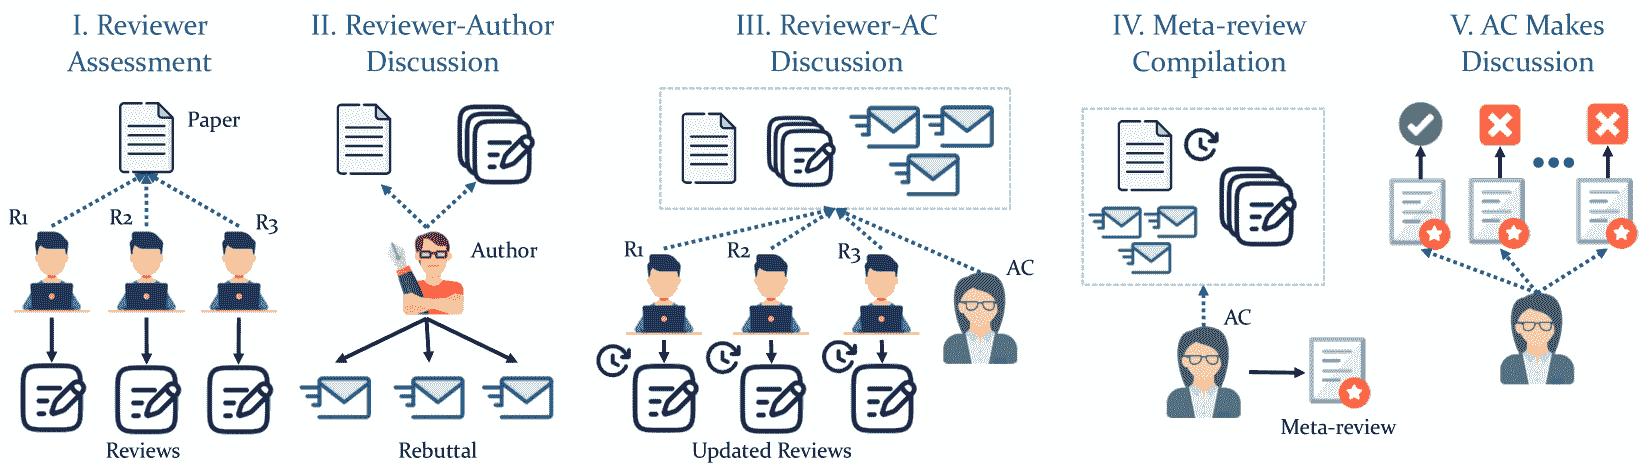 I. Reviewer
Assessment
II. Reviewer-Author
Discussion
III. Reviewer-AC
Discussion
IV. Meta-review
Compilation
V. AC Makes
Discussion
Paper
R1
R2
R3
Reviews
Author
Rebuttal
R1
R2
R3
AC
Updated Reviews
AC
Meta-review